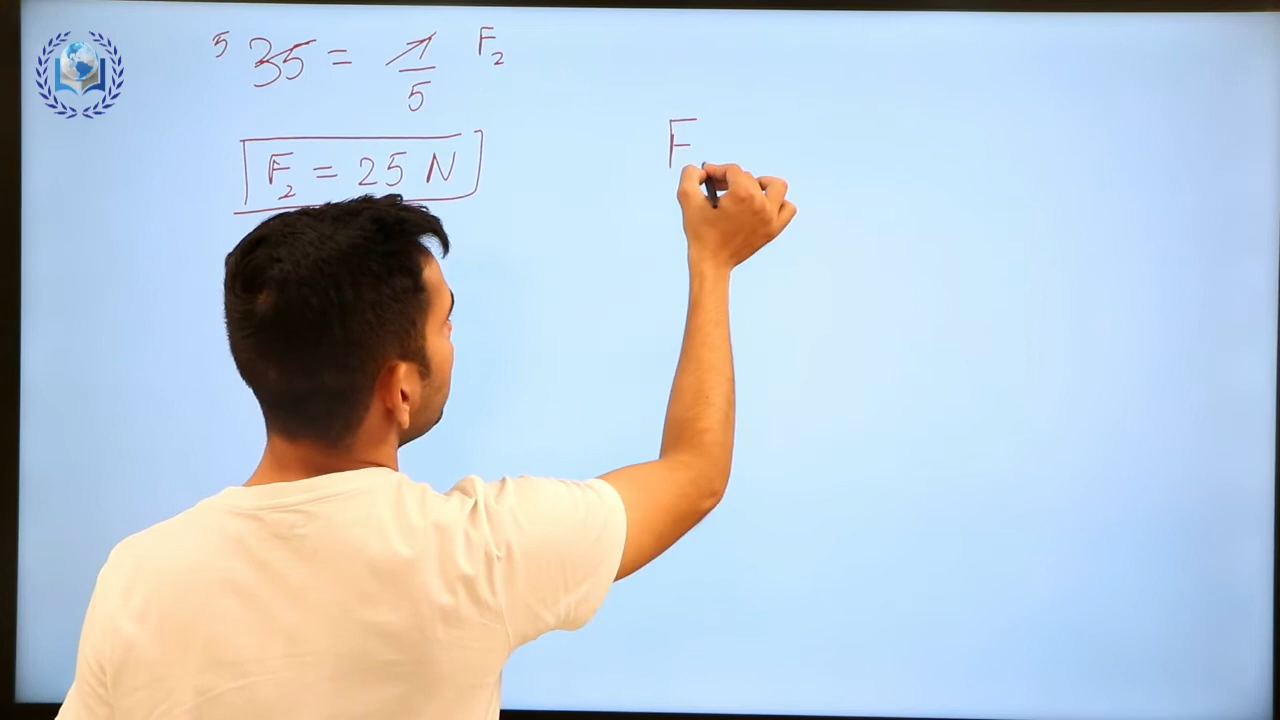 5 35 = 7/5 F₂
F₂ = 25 N
F